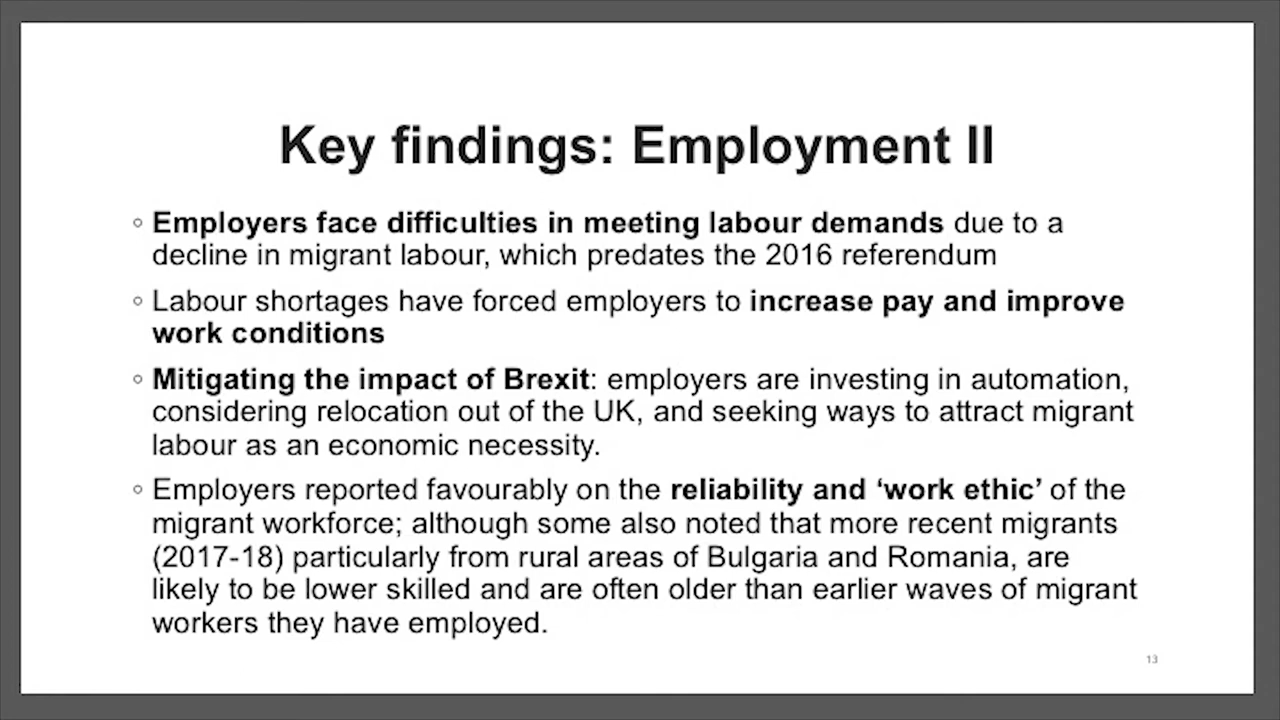 Key findings: Employment II
◦ Employers face difficulties in meeting labour demands due to a
decline in migrant labour, which predates the 2016 referendum
◦ Labour shortages have forced employers to increase pay and improve
work conditions
◦ Mitigating the impact of Brexit: employers are investing in automation,
considering relocation out of the UK, and seeking ways to attract migrant
labour as an economic necessity.
◦ Employers reported favourably on the reliability and ‘work ethic’ of the
migrant workforce; although some also noted that more recent migrants
(2017-18) particularly from rural areas of Bulgaria and Romania, are
likely to be lower skilled and are often older than earlier waves of migrant
workers they have employed.
13